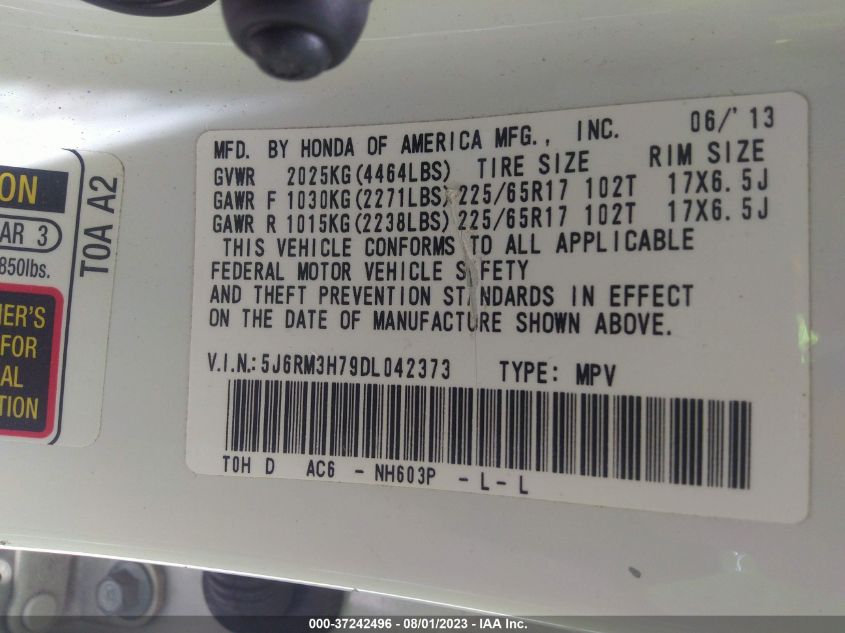 MFD. BY HONDA OF AMERICA MFG., INC. 06/'13
GVWR 2025KG(4464LBS) TIRE SIZE RIM SIZE
GAWR F 1030KG(2271LBS) 225/65R17 102T 17X6.5J
GAWR R 1015KG(2238LBS) 225/65R17 102T 17X6.5J
THIS VEHICLE CONFORMS TO ALL APPLICABLE
FEDERAL MOTOR VEHICLE SAFETY
AND THEFT PREVENTION STANDARDS IN EFFECT
ON THE DATE OF MANUFACTURE SHOWN ABOVE.
V.I.N.: 5J6RM3H79DL042373 TYPE: MPV
T0H D AC6 - NH603P - L - L
ON
AR 3
850lbs.
T0A A2
ER'S
FOR
AL
TION
000-37242496 - 08/01/2023 - IAA Inc.